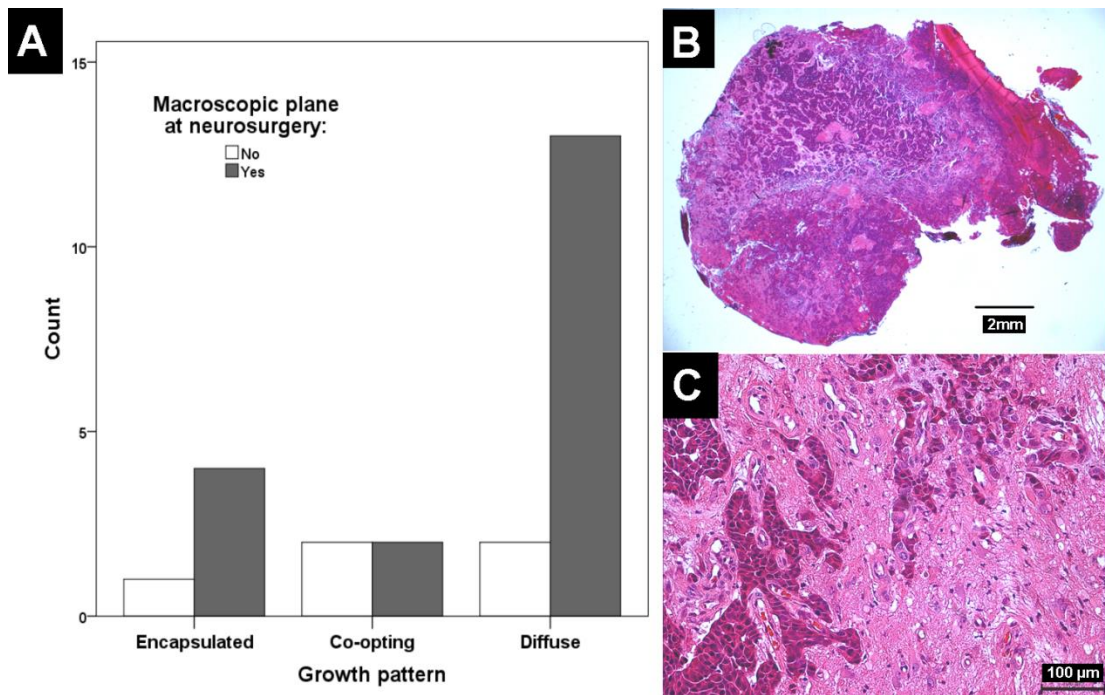 A
15
10
5
0
Count
Macroscopic plane
at neurosurgery:
No
Yes
Encapsulated
Co-opting
Diffuse
Growth pattern
B
2mm
C
100 µm